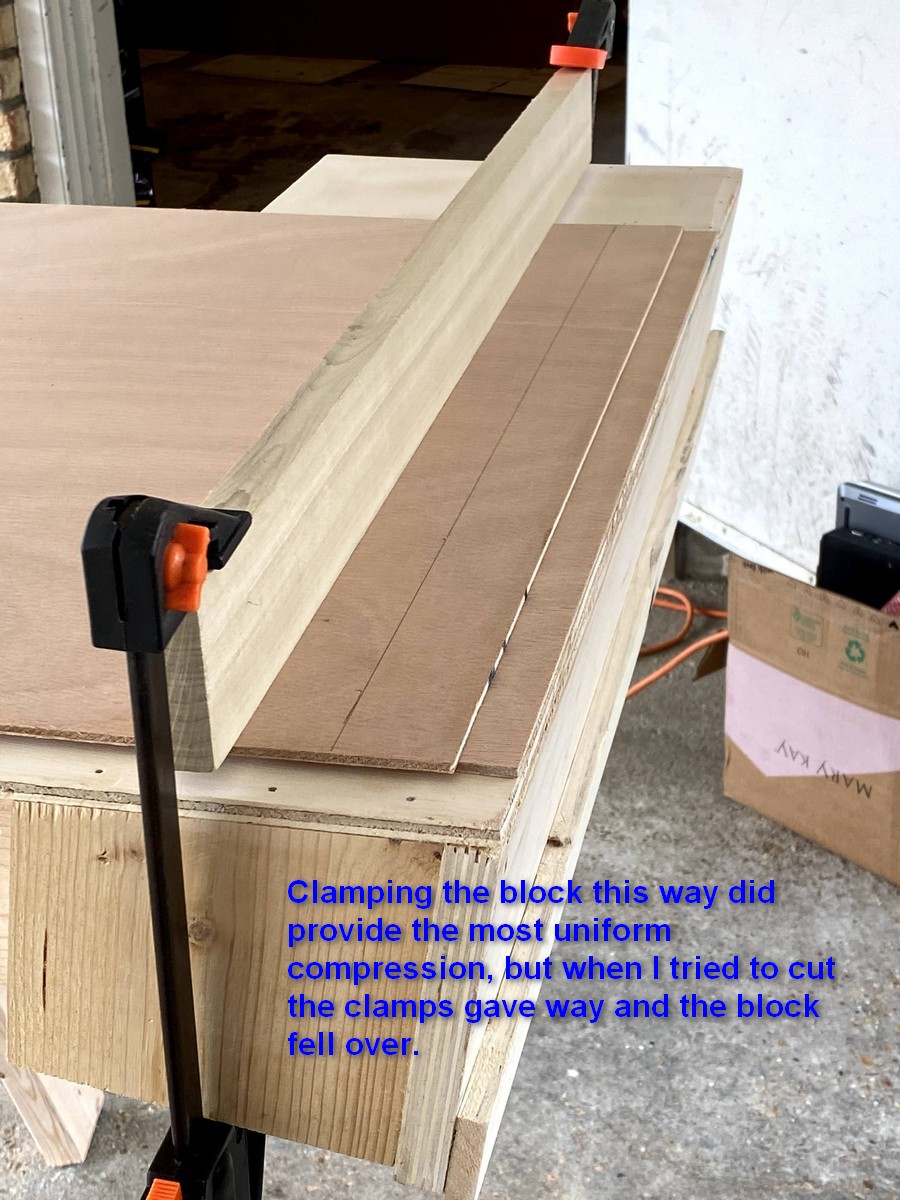 Clamping the block this way did
provide the most uniform
compression, but when I tried to cut
the clamps gave way and the block
fell over.
MARY KAY